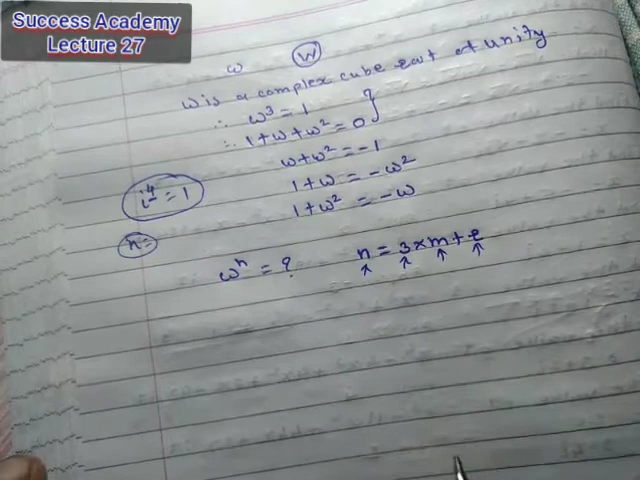 Success Academy
Lecture 27
ω W
ω is a complex cube root of unity
∴ ω³ = 1
∴ 1+ω+ω² = 0
ω+ω² = -1
1+ω = -ω²
i⁴ = 1
1+ω² = -ω
n =
ωⁿ = ? n = 3×m+r